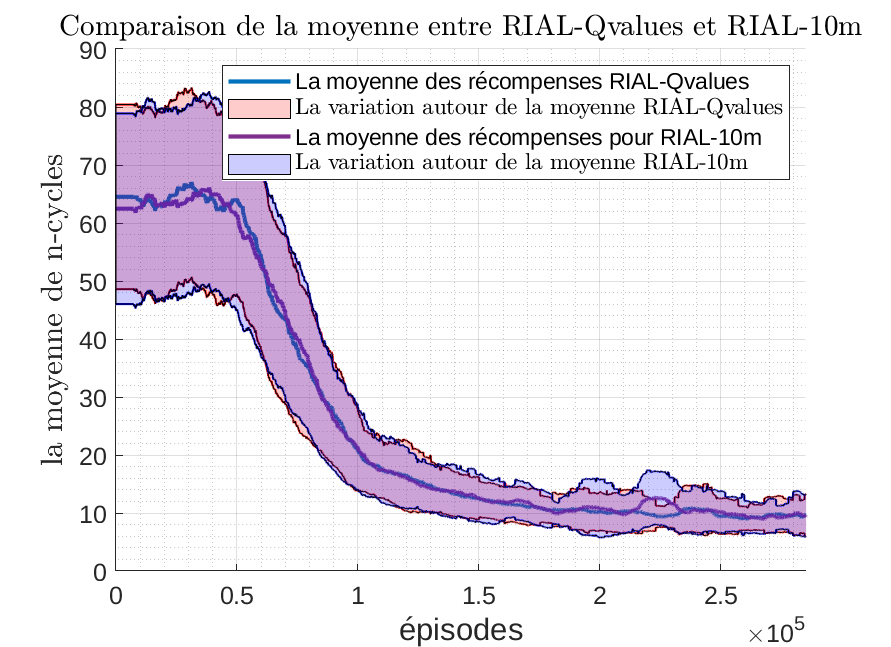 Comparaison de la moyenne entre RIAL-Qvalues et RIAL-10m
La moyenne des récompenses RIAL-Qvalues
La variation autour de la moyenne RIAL-Qvalues
La moyenne des récompenses pour RIAL-10m
La variation autour de la moyenne RIAL-10m
la moyenne de n-cycles
90
80
70
60
50
40
30
20
10
0
0 0.5 1 1.5 2 2.5
épisodes
×10⁵